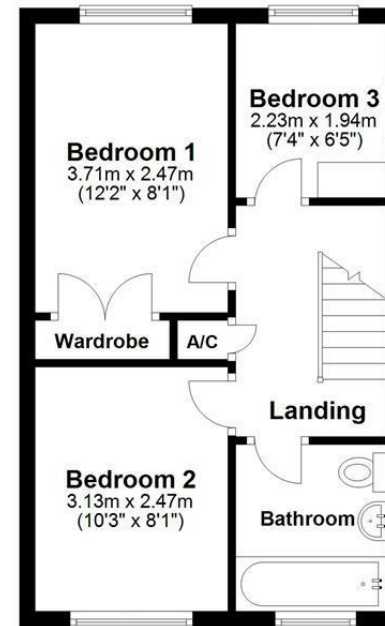 Bedroom 1
3.71m x 2.47m
(12'2" x 8'1")
Bedroom 3
2.23m x 1.94m
(7'4" x 6'5")
Wardrobe
A/C
Landing
Bedroom 2
3.13m x 2.47m
(10'3" x 8'1")
Bathroom